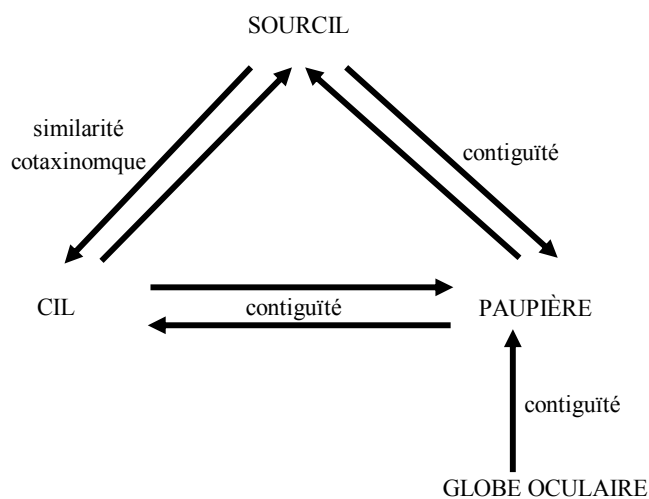 SOURCIL
similarité
cotaxinomque
contiguïté
CIL
contiguïté
PAUPIÈRE
contiguïté
GLOBE OCULAIRE